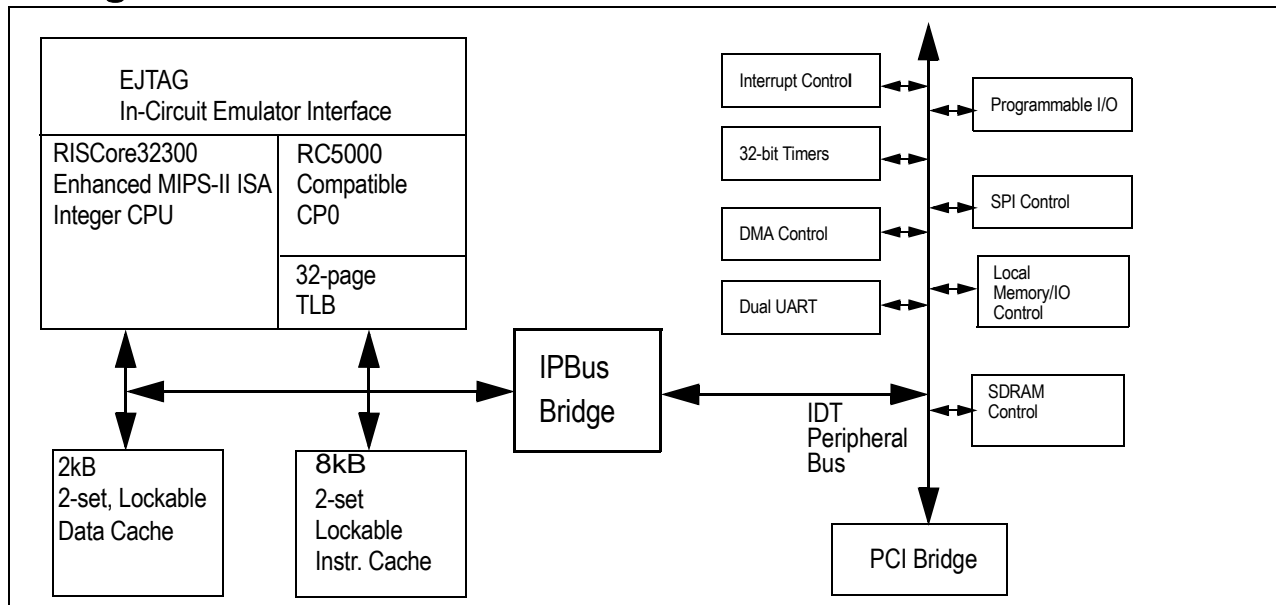 EJTAG
In-Circuit Emulator Interface
RISCore32300
Enhanced MIPS-II ISA
Integer CPU
RC5000
Compatible
CP0
32-page
TLB
2kB
2-set, Lockable
Data Cache
8kB
2-set
Lockable
Instr. Cache
IPBus
Bridge
IDT
Peripheral
Bus
Interrupt Control
32-bit Timers
DMA Control
Dual UART
Programmable I/O
SPI Control
Local
Memory/IO
Control
SDRAM
Control
PCI Bridge